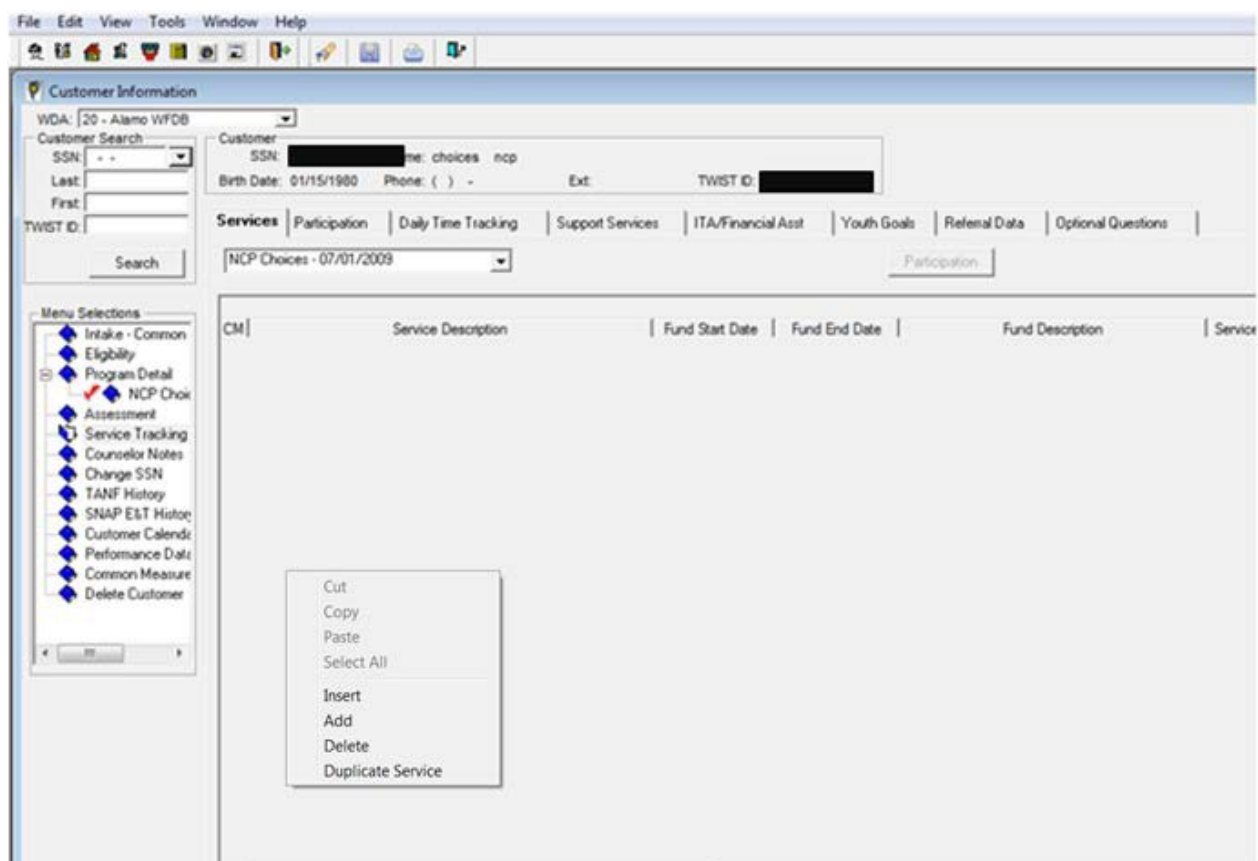 File Edit View Tools Window Help
Customer Information
WDA: 20 - Alamo WFDB
Customer Search
SSN: - -
Last:
First:
TWIST ID:
Search
Customer
SSN: me: choices ncp
Birth Date: 01/15/1980 Phone: ( ) - Ext: TWIST ID:
Services Participation Daily Time Tracking Support Services ITA/Financial Asst Youth Goals Referral Data Optional Questions
NCP Choices - 07/01/2009 Participation
Menu Selections
Intake - Common
Eligibility
Program Detail
NCP Choic
Assessment
Service Tracking
Counselor Notes
Change SSN
TANF History
SNAP E&T History
Customer Calenda
Performance Data
Common Measure
Delete Customer
CM Service Description Fund Start Date Fund End Date Fund Description Service
Cut
Copy
Paste
Select All
Insert
Add
Delete
Duplicate Service